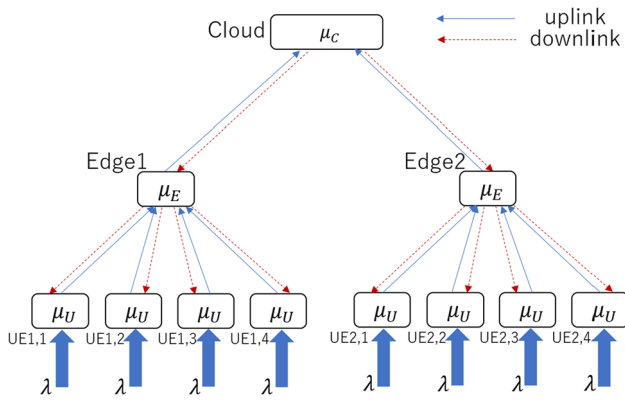 Cloud μ_C uplink
downlink
Edge1 Edge2
μ_E μ_E
μ_U μ_U μ_U μ_U μ_U μ_U μ_U μ_U
UE1,1 UE1,2 UE1,3 UE1,4 UE2,1 UE2,2 UE2,3 UE2,4
λ λ λ λ λ λ λ λ